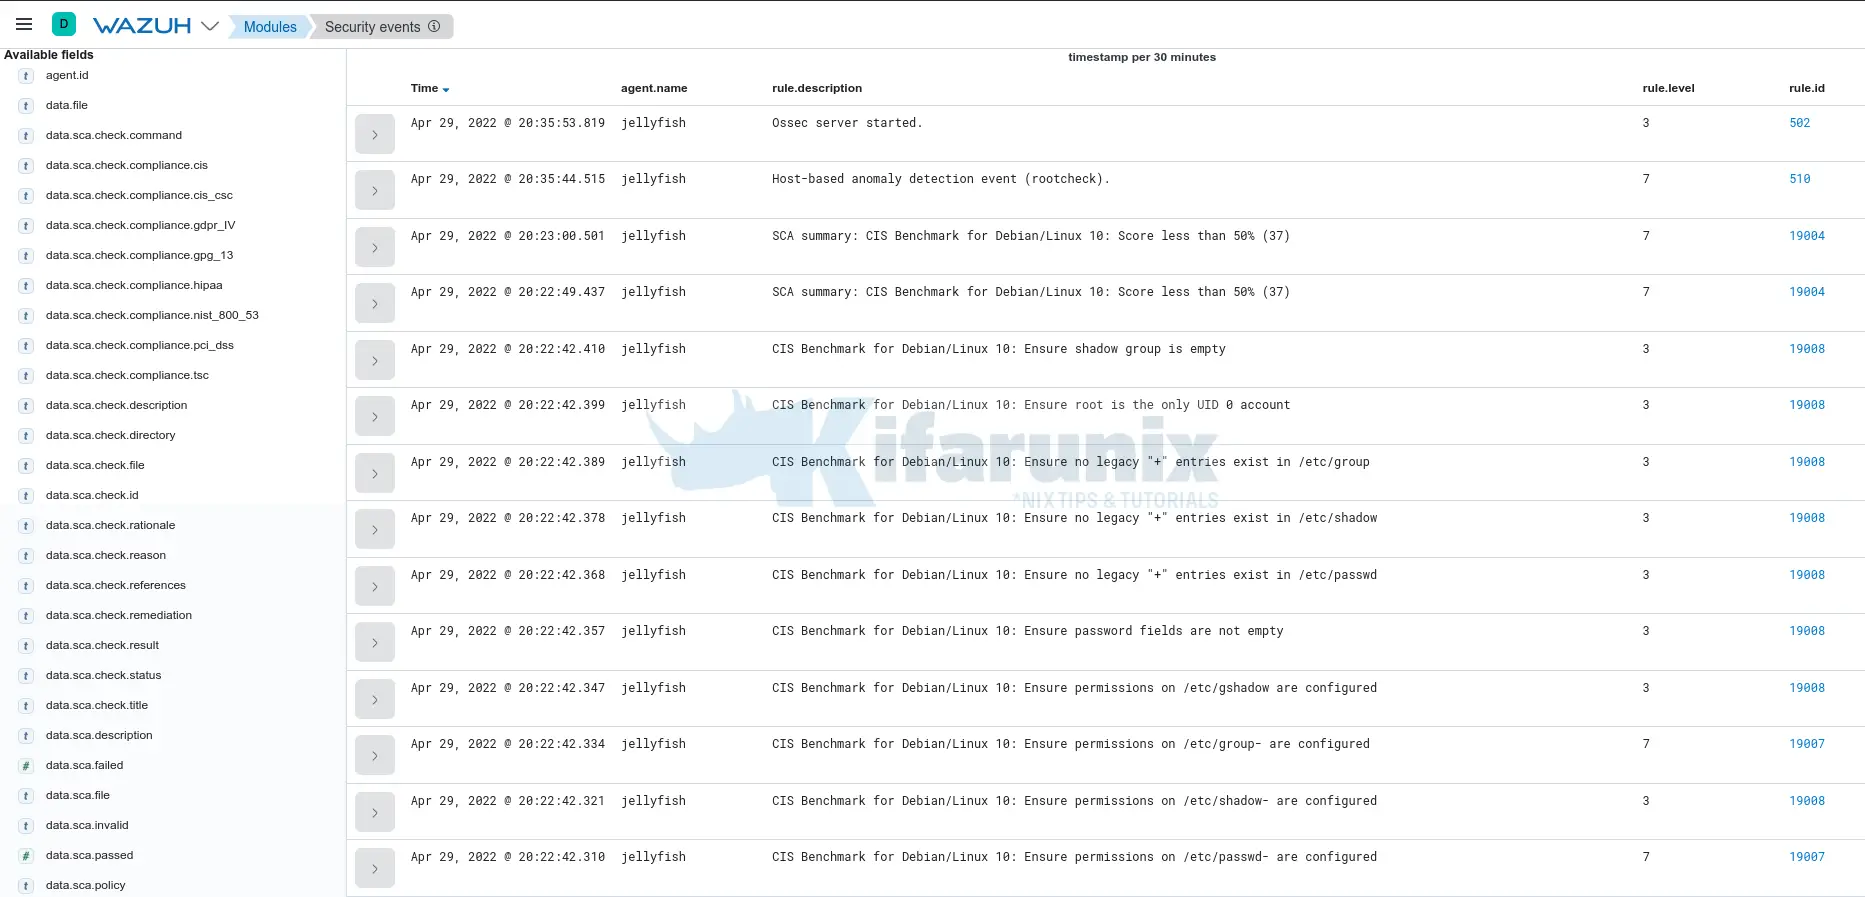 D WAZUH Modules Security events
Available fields
agent.id
data.file
data.sca.check.command
data.sca.check.compliance.cis
data.sca.check.compliance.cis_csc
data.sca.check.compliance.gdpr_IV
data.sca.check.compliance.gpg_13
data.sca.check.compliance.hipaa
data.sca.check.compliance.nist_800_53
data.sca.check.compliance.pci_dss
data.sca.check.compliance.tsc
data.sca.check.description
data.sca.check.directory
data.sca.check.file
data.sca.check.id
data.sca.check.rationale
data.sca.check.reason
data.sca.check.references
data.sca.check.remediation
data.sca.check.result
data.sca.check.status
data.sca.check.title
data.sca.description
data.sca.failed
data.sca.file
data.sca.invalid
data.sca.passed
data.sca.policy
timestamp per 30 minutes
Time agent.name rule.description rule.level rule.id
Apr 29, 2022 @ 20:35:53.819 jellyfish Ossec server started. 3 502
Apr 29, 2022 @ 20:35:44.515 jellyfish Host-based anomaly detection event (rootcheck). 7 510
Apr 29, 2022 @ 20:23:00.501 jellyfish SCA summary: CIS Benchmark for Debian/Linux 10: Score less than 50% (37) 7 19004
Apr 29, 2022 @ 20:22:49.437 jellyfish SCA summary: CIS Benchmark for Debian/Linux 10: Score less than 50% (37) 7 19004
Apr 29, 2022 @ 20:22:42.410 jellyfish CIS Benchmark for Debian/Linux 10: Ensure shadow group is empty 3 19008
Apr 29, 2022 @ 20:22:42.399 jellyfish CIS Benchmark for Debian/Linux 10: Ensure root is the only UID 0 account 3 19008
Apr 29, 2022 @ 20:22:42.389 jellyfish CIS Benchmark for Debian/Linux 10: Ensure no legacy "+" entries exist in /etc/group 3 19008
Apr 29, 2022 @ 20:22:42.378 jellyfish CIS Benchmark for Debian/Linux 10: Ensure no legacy "+" entries exist in /etc/shadow 3 19008
Apr 29, 2022 @ 20:22:42.368 jellyfish CIS Benchmark for Debian/Linux 10: Ensure no legacy "+" entries exist in /etc/passwd 3 19008
Apr 29, 2022 @ 20:22:42.357 jellyfish CIS Benchmark for Debian/Linux 10: Ensure password fields are not empty 3 19008
Apr 29, 2022 @ 20:22:42.347 jellyfish CIS Benchmark for Debian/Linux 10: Ensure permissions on /etc/gshadow are configured 3 19008
Apr 29, 2022 @ 20:22:42.334 jellyfish CIS Benchmark for Debian/Linux 10: Ensure permissions on /etc/group- are configured 7 19007
Apr 29, 2022 @ 20:22:42.321 jellyfish CIS Benchmark for Debian/Linux 10: Ensure permissions on /etc/shadow- are configured 3 19008
Apr 29, 2022 @ 20:22:42.310 jellyfish CIS Benchmark for Debian/Linux 10: Ensure permissions on /etc/passwd- are configured 7 19007
Kifarunix
*NIX TIPS & TUTORIALS